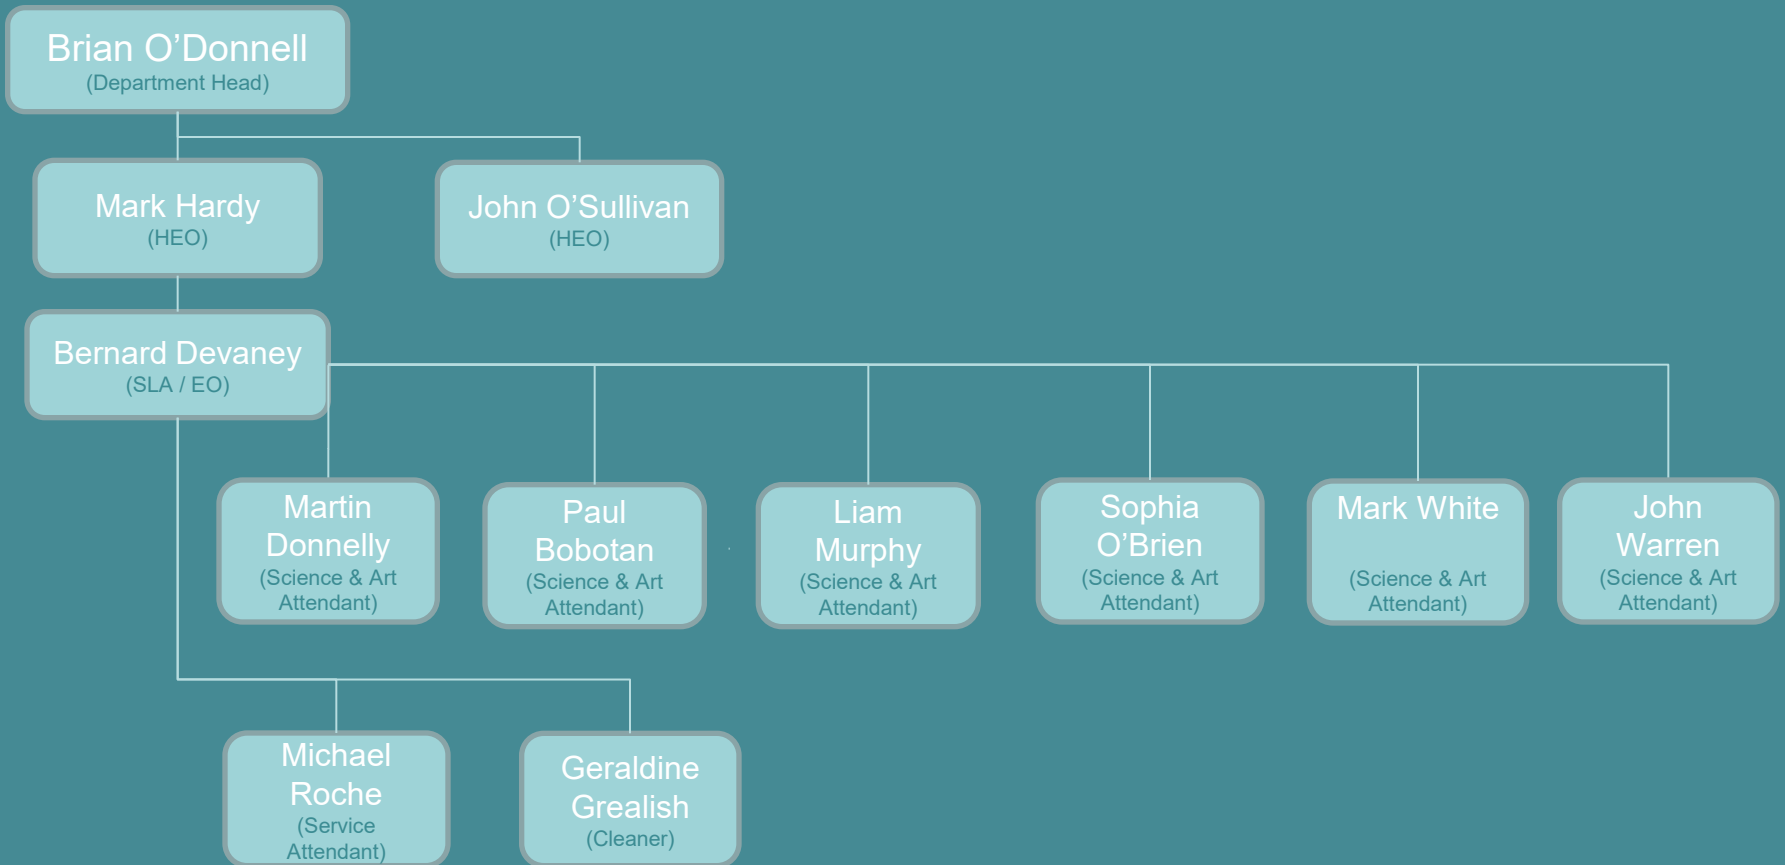 Brian O’Donnell
(Department Head)
Mark Hardy
(HEO)
John O’Sullivan
(HEO)
Bernard Devaney
(SLA / EO)
Martin
Donnelly
(Science & Art
Attendant)
Paul
Bobotan
(Science & Art
Attendant)
Liam
Murphy
(Science & Art
Attendant)
Sophia
O’Brien
(Science & Art
Attendant)
Mark White
(Science & Art
Attendant)
John
Warren
(Science & Art
Attendant)
Michael
Roche
(Service
Attendant)
Geraldine
Grealish
(Cleaner)